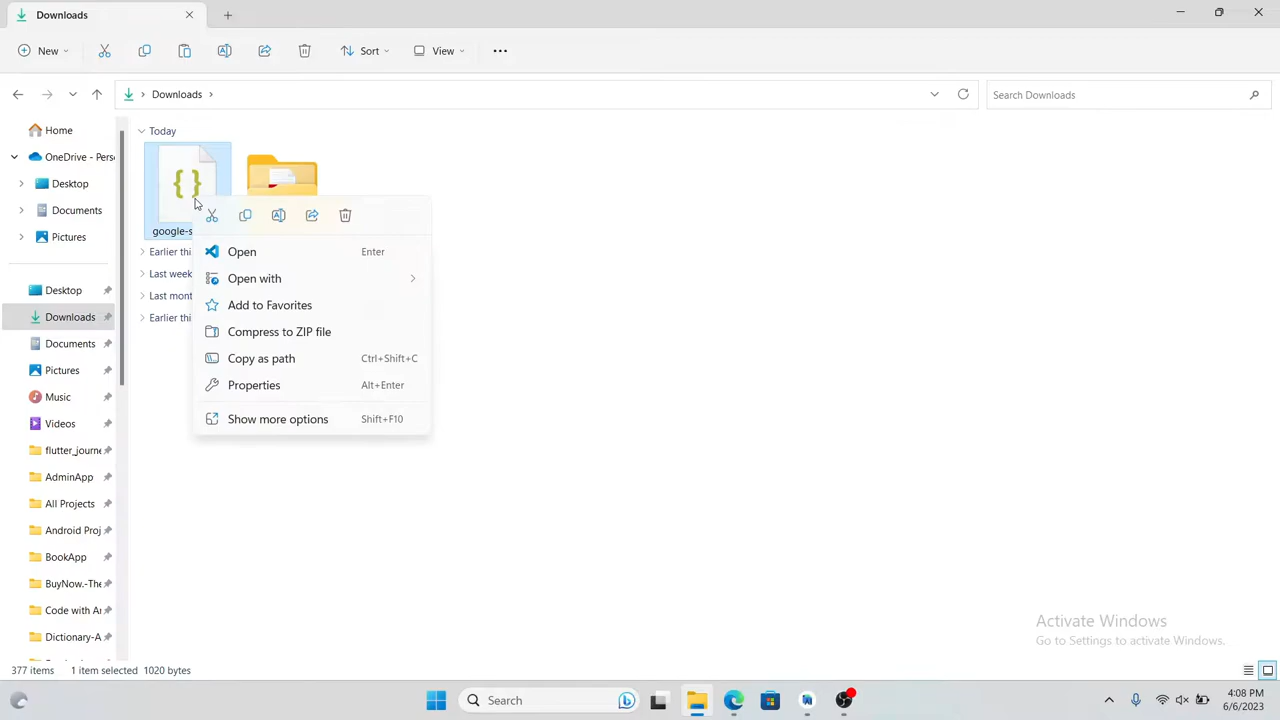 Downloads
New
Sort
View
Downloads
Search Downloads
Home
OneDrive - Pers
Desktop
Documents
Pictures
Desktop
Downloads
Documents
Pictures
Music
Videos
flutter_journe
AdminApp
All Projects
Android Proj
BookApp
BuyNow.-The
Code with Ar
Dictionary-A
Today
google-s
Earlier thi
Last week
Last mont
Earlier thi
Open Enter
Open with
Add to Favorites
Compress to ZIP file
Copy as path Ctrl+Shift+C
Properties Alt+Enter
Show more options Shift+F10
Activate Windows
Go to Settings to activate Windows.
377 items 1 item selected 1020 bytes
Search
4:08 PM
6/6/2023